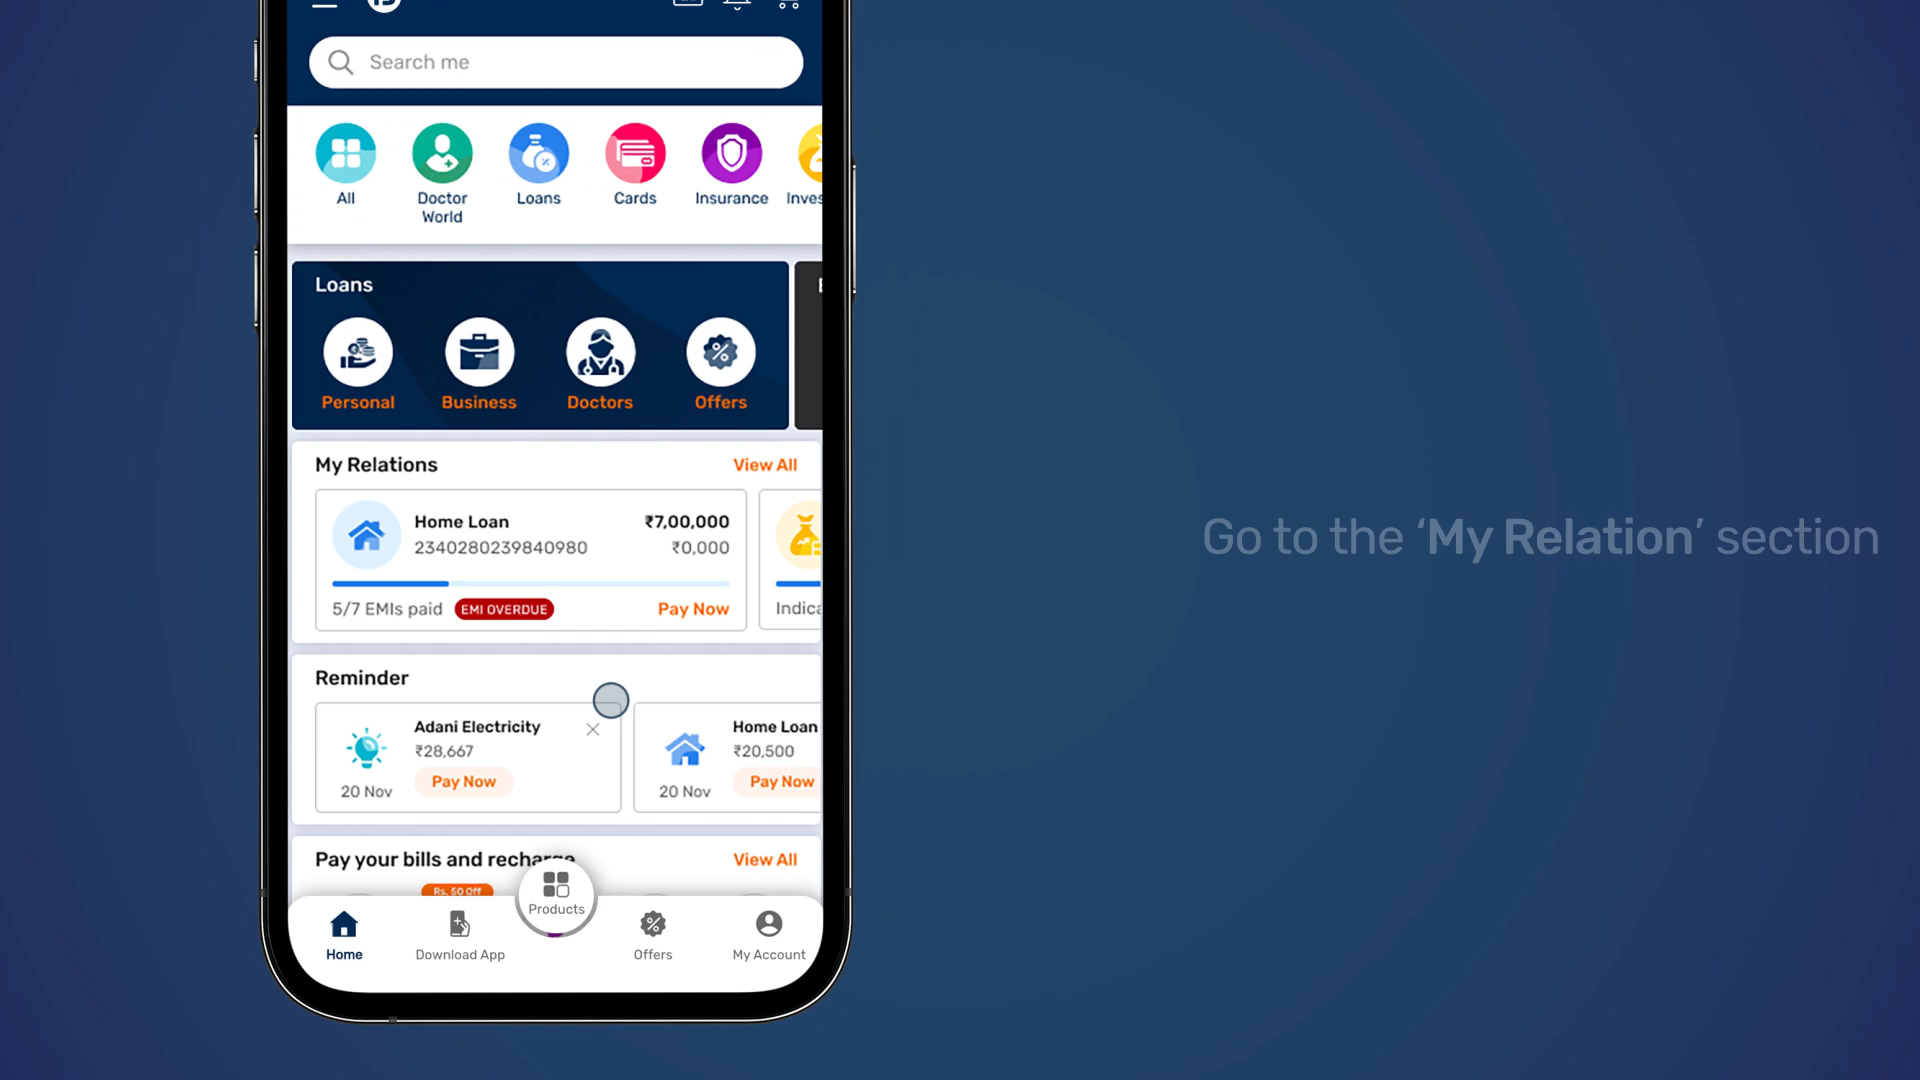 Search me
All
Doctor
World
Loans
Cards
Insurance
Inves
Loans
Personal
Business
Doctors
Offers
My Relations
View All
Home Loan
₹7,00,000
2340280239840980
₹0,000
5/7 EMIs paid
EMI OVERDUE
Pay Now
Indica
Reminder
Adani Electricity
₹28,667
Pay Now
20 Nov
Home Loan
₹20,500
Pay Now
20 Nov
Pay your bills and recharge
View All
Rs. 50 Off
Products
Home
Download App
Offers
My Account
Go to the ‘My Relation’ section